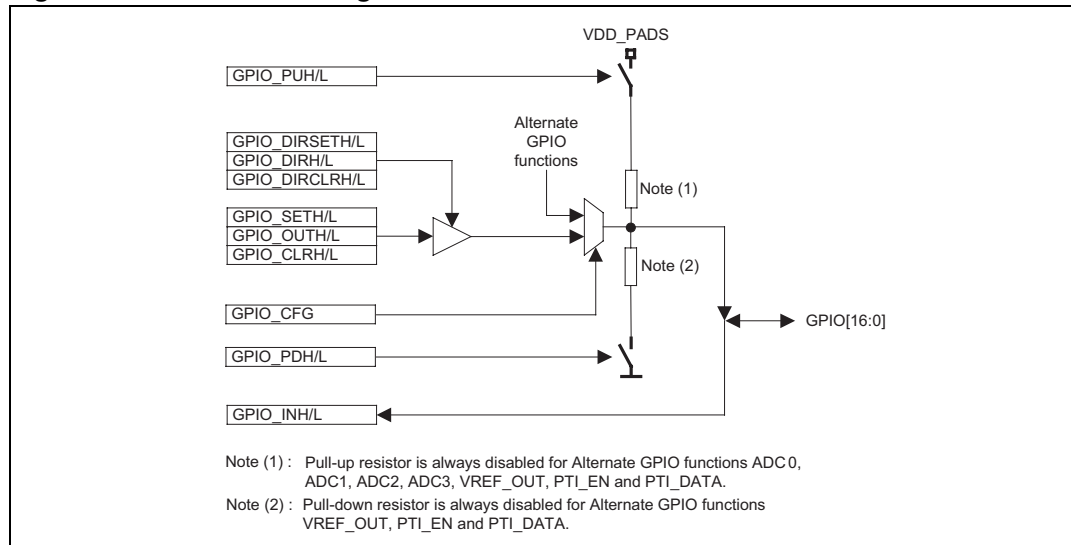 VDD_PADS
GPIO_PUH/L
Alternate
GPIO
functions
GPIO_DIRSETH/L
GPIO_DIRH/L
GPIO_DIRCLRH/L
Note (1)
GPIO_SETH/L
GPIO_OUTH/L
GPIO_CLRH/L
Note (2)
GPIO_CFG
GPIO[16:0]
GPIO_PDH/L
GPIO_INH/L
Note (1) : Pull-up resistor is always disabled for Alternate GPIO functions ADC0,
ADC1, ADC2, ADC3, VREF_OUT, PTI_EN and PTI_DATA.
Note (2) : Pull-down resistor is always disabled for Alternate GPIO functions
VREF_OUT, PTI_EN and PTI_DATA.